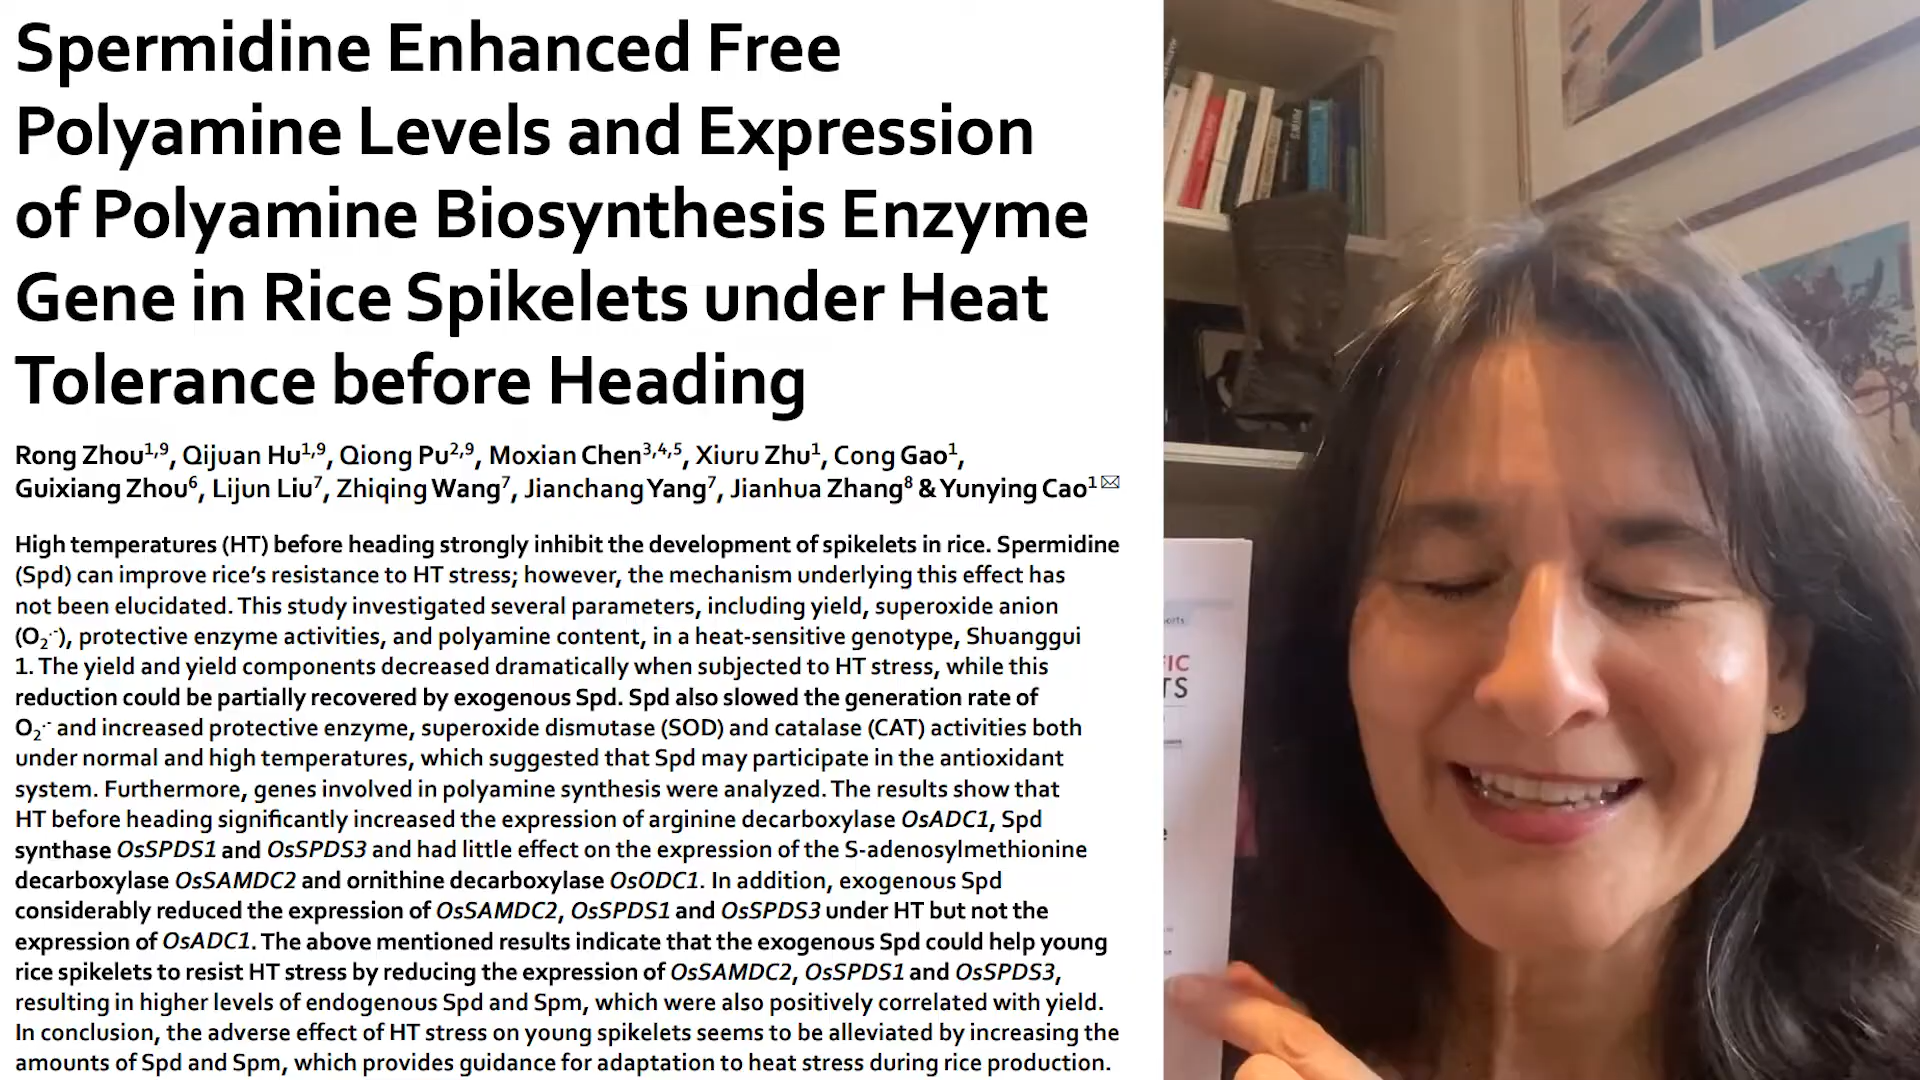 Spermidine Enhanced Free
Polyamine Levels and Expression
of Polyamine Biosynthesis Enzyme
Gene in Rice Spikelets under Heat
Tolerance before Heading
Rong Zhou1,9, Qijuan Hu1,9, Qiong Pu2,9, Moxian Chen3,4,5, Xiuru Zhu1, Cong Gao1,
Guixiang Zhou6, Lijun Liu7, Zhiqing Wang7, Jianchang Yang7, Jianhua Zhang8 & Yunying Cao1✉
High temperatures (HT) before heading strongly inhibit the development of spikelets in rice. Spermidine
(Spd) can improve rice's resistance to HT stress; however, the mechanism underlying this effect has
not been elucidated. This study investigated several parameters, including yield, superoxide anion
(O2·-), protective enzyme activities, and polyamine content, in a heat-sensitive genotype, Shuanggui
1. The yield and yield components decreased dramatically when subjected to HT stress, while this
reduction could be partially recovered by exogenous Spd. Spd also slowed the generation rate of
O2·- and increased protective enzyme, superoxide dismutase (SOD) and catalase (CAT) activities both
under normal and high temperatures, which suggested that Spd may participate in the antioxidant
system. Furthermore, genes involved in polyamine synthesis were analyzed. The results show that
HT before heading significantly increased the expression of arginine decarboxylase OsADC1, Spd
synthase OsSPDS1 and OsSPDS3 and had little effect on the expression of the S-adenosylmethionine
decarboxylase OsSAMDC2 and ornithine decarboxylase OsODC1. In addition, exogenous Spd
considerably reduced the expression of OsSAMDC2, OsSPDS1 and OsSPDS3 under HT but not the
expression of OsADC1. The above mentioned results indicate that the exogenous Spd could help young
rice spikelets to resist HT stress by reducing the expression of OsSAMDC2, OsSPDS1 and OsSPDS3,
resulting in higher levels of endogenous Spd and Spm, which were also positively correlated with yield.
In conclusion, the adverse effect of HT stress on young spikelets seems to be alleviated by increasing the
amounts of Spd and Spm, which provides guidance for adaptation to heat stress during rice production.